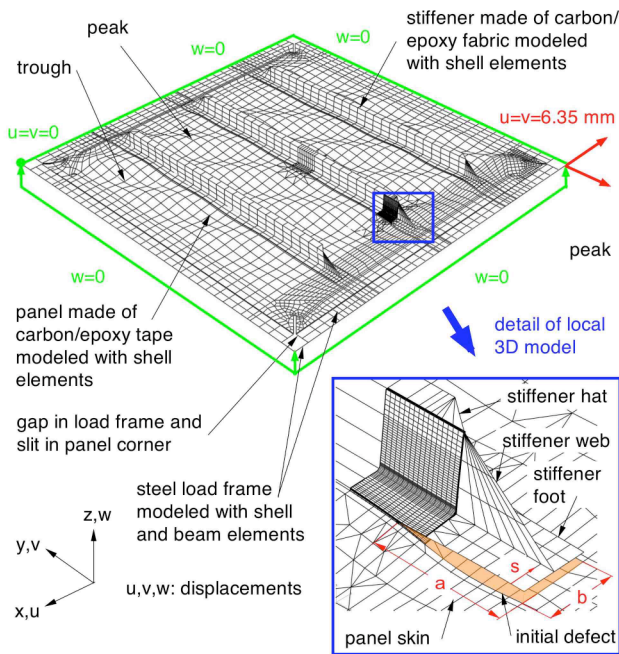 w=0
w=0
stiffener made of carbon/
epoxy fabric modeled
with shell elements
peak
trough
u=v=0
u=v=6.35 mm
peak
w=0
w=0
panel made of
carbon/epoxy tape
modeled with shell
elements
detail of local
3D model
gap in load frame and
slit in panel corner
stiffener hat
stiffener web
stiffener
foot
steel load frame
modeled with shell
and beam elements
z,w
y,v
x,u
u,v,w: displacements
s
a
b
panel skin
initial defect